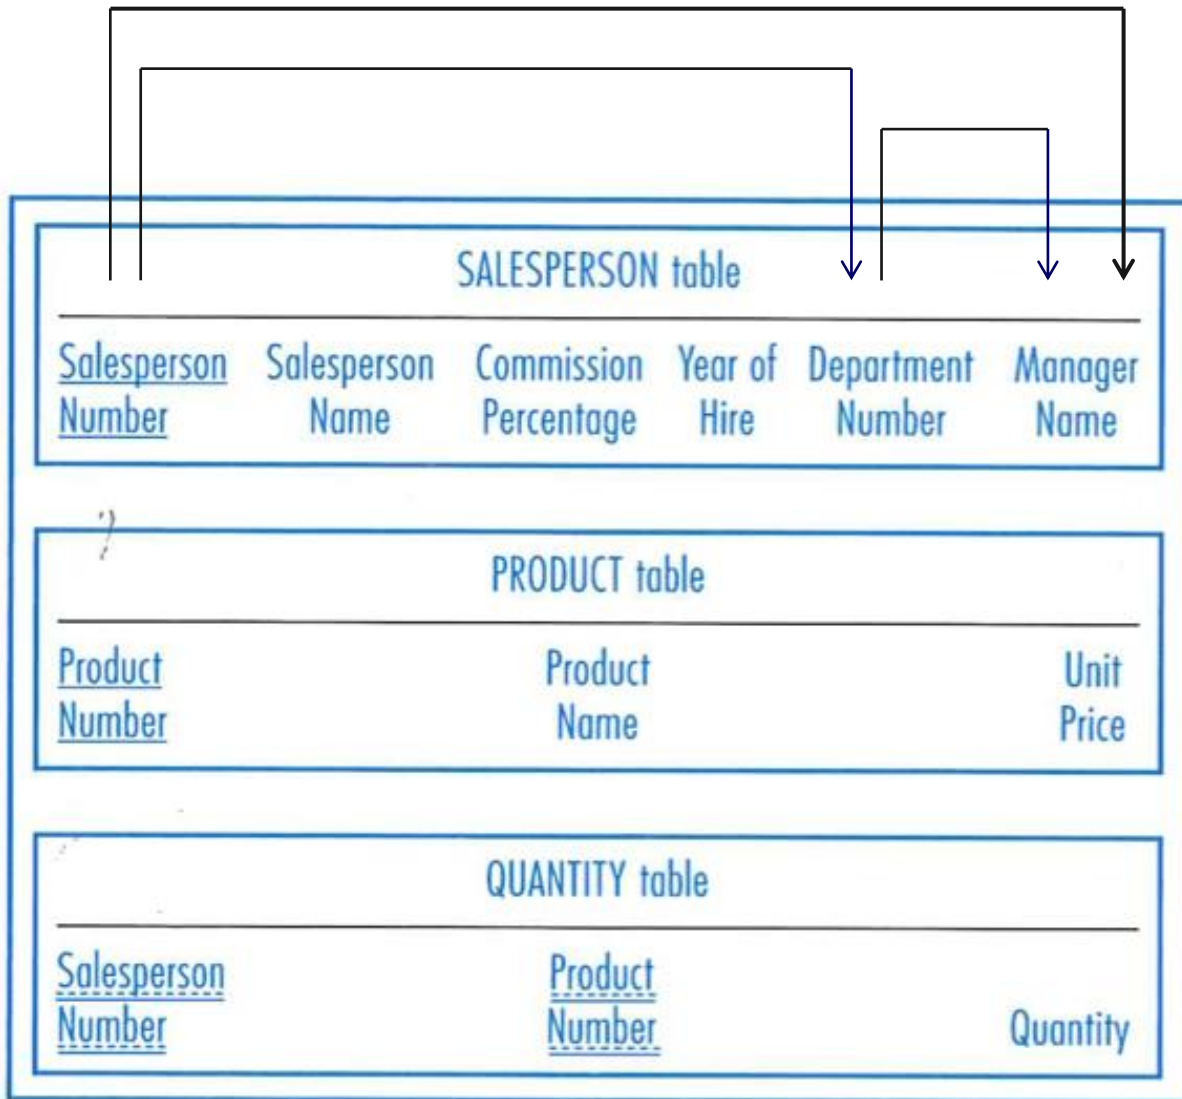 SALESPERSON table
Salesperson Salesperson Commission Year of Department Manager
Number Name Percentage Hire Number Name
PRODUCT table
Product Product Unit
Number Name Price
QUANTITY table
Salesperson Product
Number Number Quantity